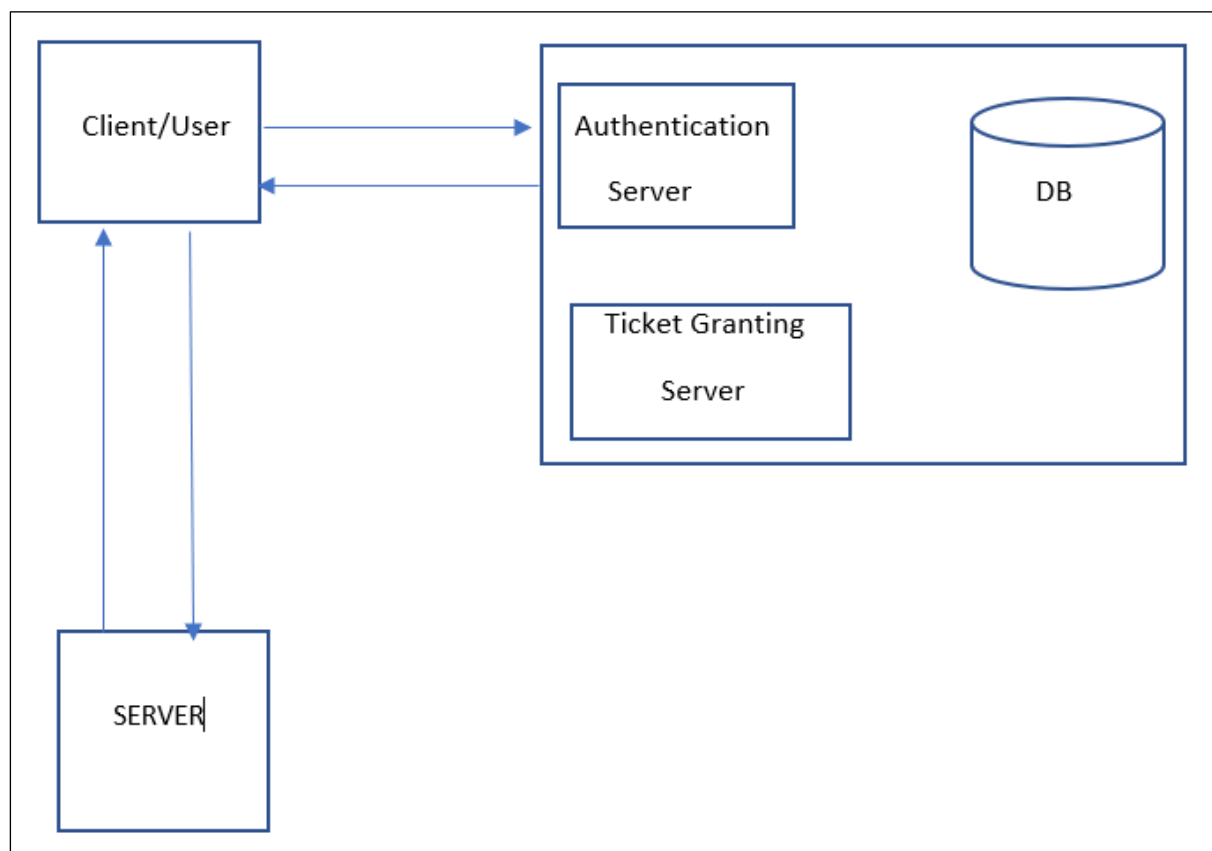 Client/User
Authentication
Server
DB
Ticket Granting
Server
SERVER